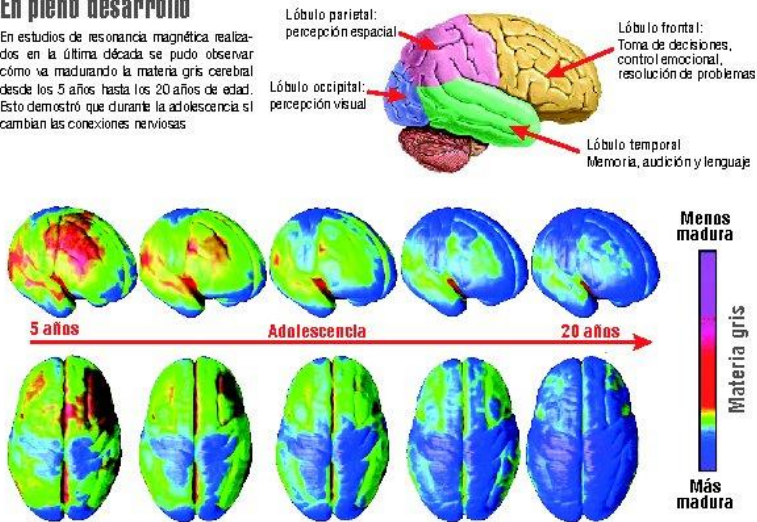 En pleno desarrollo
En estudios de resonancia magnética realiza-
dos en la última década se pudo observar
cómo va madurando la materia gris cerebral
desde los 5 años hasta los 20 años de edad.
Esto demostró que durante la adolescencia sí
cambian las conexiones nerviosas
Lóbulo parietal:
percepción espacial
Lóbulo occipital:
percepción visual
Lóbulo frontal:
Toma de decisiones,
control emocional,
resolución de problemas
Lóbulo temporal
Memoria, audición y lenguaje
5 años
Adolescencia
20 años
Menos
madura
Materia gris
Más
madura